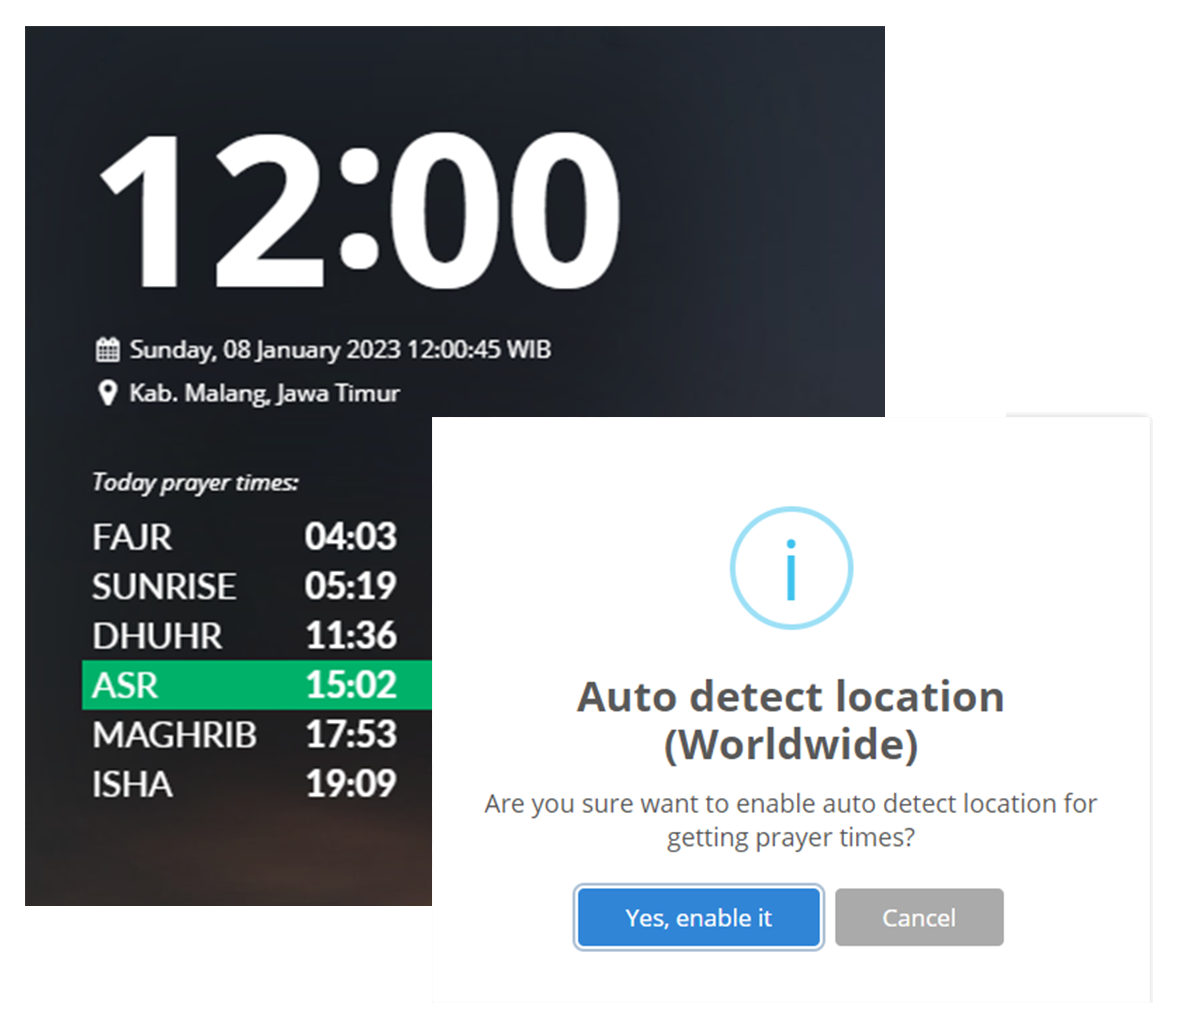 12:00
Sunday, 08 January 2023 12:00:45 WIB
Kab. Malang, Jawa Timur
Today prayer times:
FAJR 04:03
SUNRISE 05:19
DHUHR 11:36
ASR 15:02
MAGHRIB 17:53
ISHA 19:09
i
Auto detect location
(Worldwide)
Are you sure want to enable auto detect location for
getting prayer times?
Yes, enable it Cancel